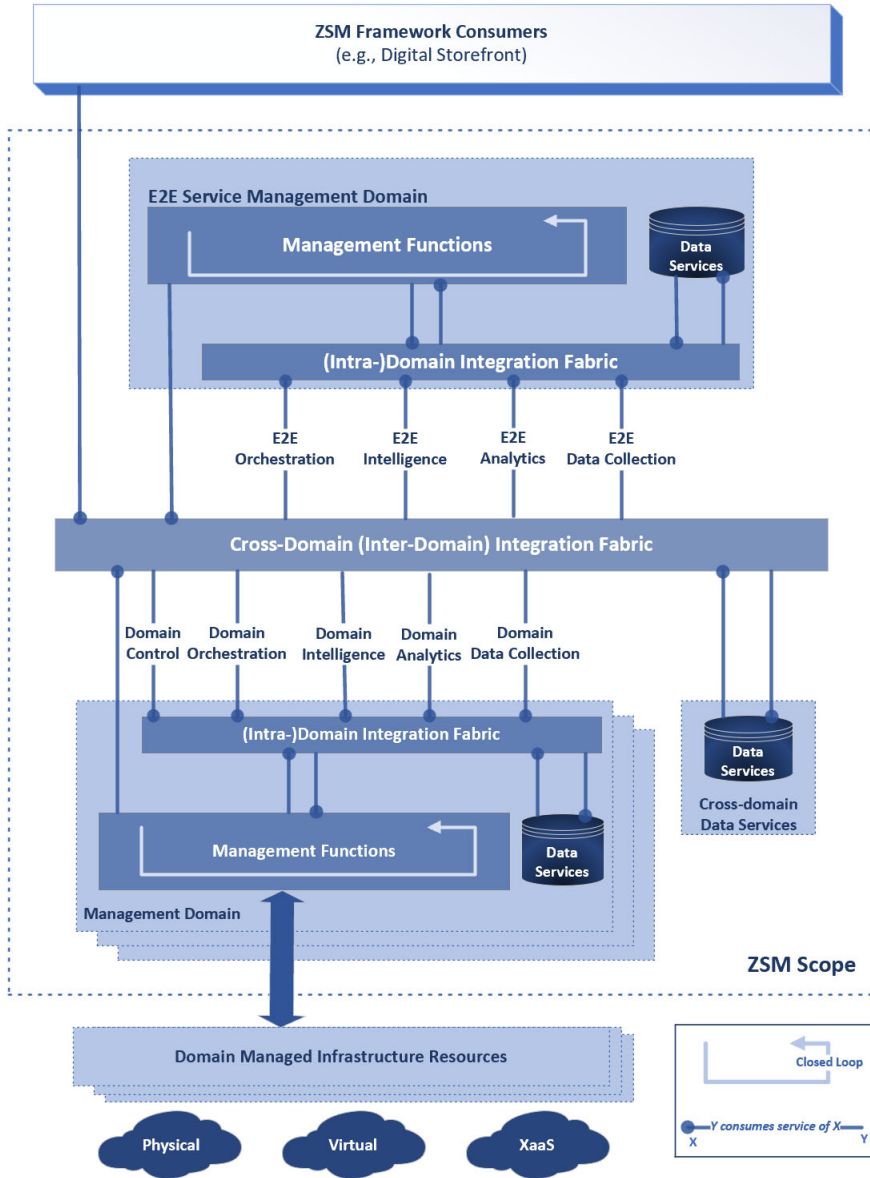 ZSM Framework Consumers
(e.g., Digital Storefront)
E2E Service Management Domain
Management Functions
Data
Services
(Intra-)Domain Integration Fabric
E2E
Orchestration
E2E
Intelligence
E2E
Analytics
E2E
Data Collection
Cross-Domain (Inter-Domain) Integration Fabric
Domain
Control
Domain
Orchestration
Domain
Intelligence
Domain
Analytics
Domain
Data Collection
(Intra-)Domain Integration Fabric
Data
Services
Cross-domain
Data Services
Management Functions
Data
Services
Management Domain
ZSM Scope
Domain Managed Infrastructure Resources
Physical
Virtual
XaaS
Closed Loop
Y consumes service of X
X
Y